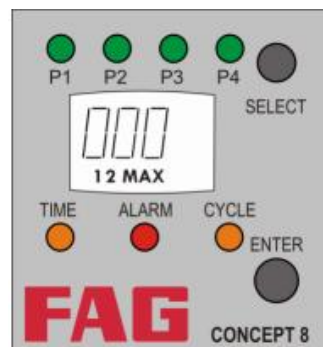 P1 P2 P3 P4
SELECT
000
12 MAX
TIME ALARM CYCLE
ENTER
FAG
CONCEPT 8